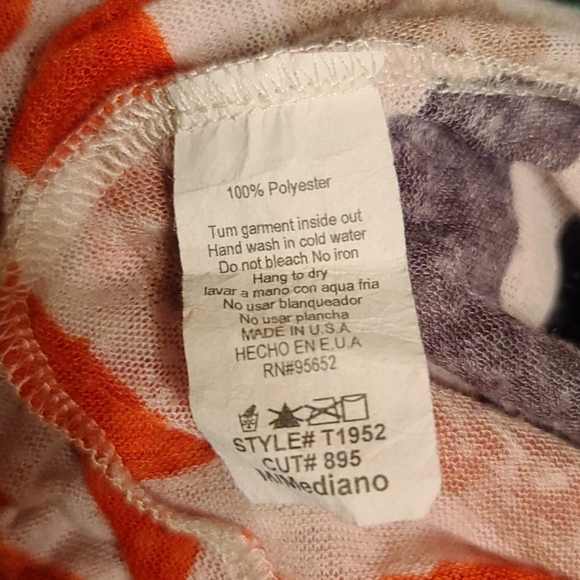 100% Polyester
Tum garment inside out
Hand wash in cold water
Do not bleach No iron
Hang to dry
lavar a mano con aqua fria
No usar blanqueador
No usar plancha
MADE IN U.S.A
HECHO EN E.U.A
RN#95652
STYLE# T1952
CUT# 895
M/Mediano